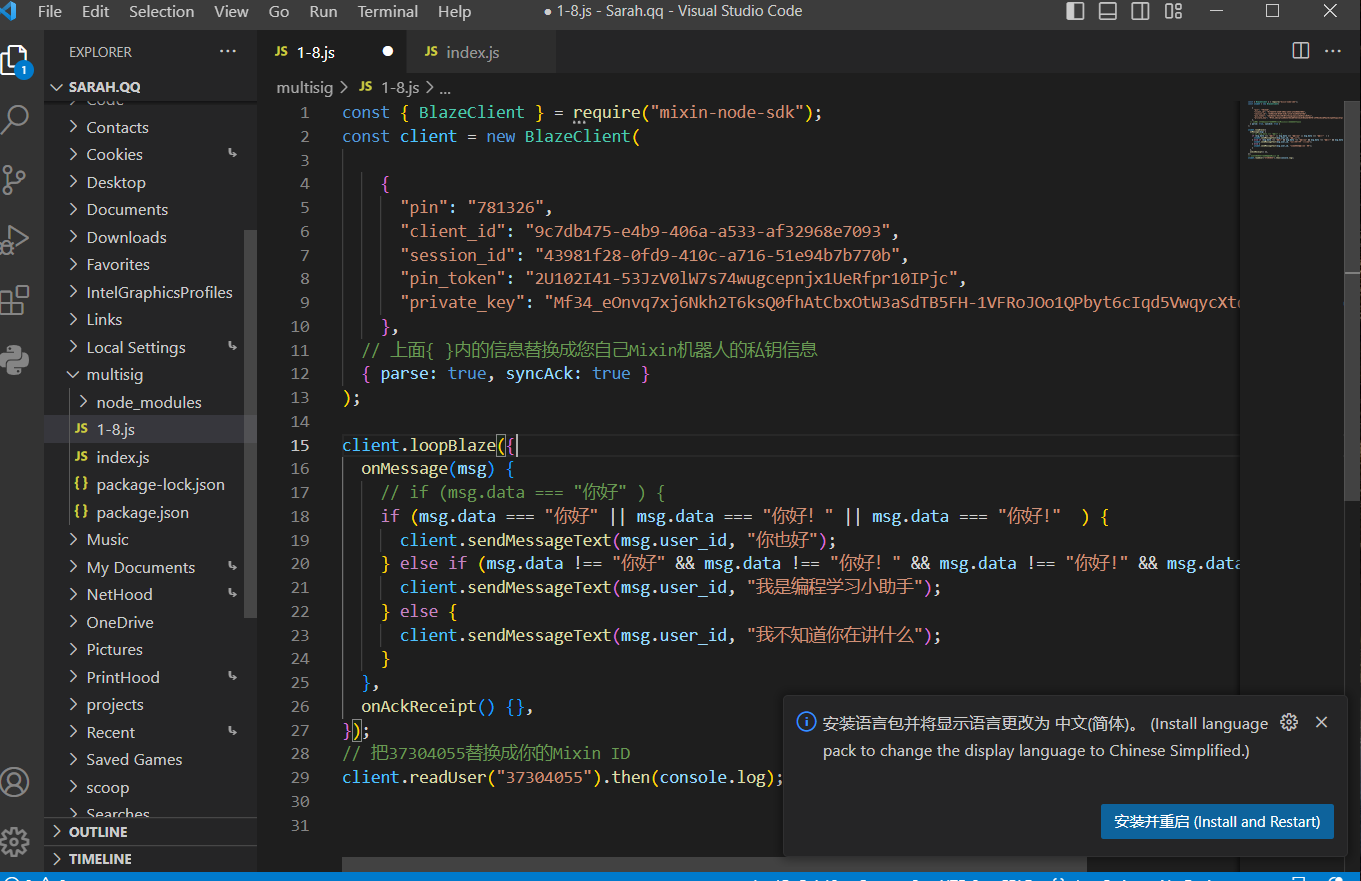 File Edit Selection View Go Run Terminal Help
● 1-8.js - Sarah.qq - Visual Studio Code
EXPLORER ···
JS 1-8.js ●
JS index.js
multisig > JS 1-8.js > ...
1
SARAH.QQ
Code
Contacts
Cookies
Desktop
Documents
Downloads
Favorites
IntelGraphicsProfiles
Links
Local Settings
multisig
node_modules
JS 1-8.js
JS index.js
{} package-lock.json
{} package.json
Music
My Documents
NetHood
OneDrive
Pictures
PrintHood
projects
Recent
Saved Games
scoop
Searches
OUTLINE
TIMELINE
1 const { BlazeClient } = require("mixin-node-sdk");
2 const client = new BlazeClient(
3
4 {
5 "pin": "781326",
6 "client_id": "9c7db475-e4b9-406a-a533-af32968e7093",
7 "session_id": "43981f28-0fd9-410c-a716-51e94b7b770b",
8 "pin_token": "2U102I41-53JzV0lW7s74wugcepnjx1UeRfpr10IPjc",
9 "private_key": "Mf34_eOnvq7xj6Nkh2T6ksQ0fhAtCbxOtW3aSdTB5FH-1VFRoJOo1QPbyt6cIqd5VwqycXt
10 },
11 // 上面{ }内的信息替换成您自己Mixin机器人的私钥信息
12 { parse: true, syncAck: true }
13 );
14
15 client.loopBlaze({
16 onMessage(msg) {
17 // if (msg.data === "你好" ) {
18 if (msg.data === "你好" || msg.data === "你好！" || msg.data === "你好!"  ) {
19 client.sendMessageText(msg.user_id, "你也好");
20 } else if (msg.data !== "你好" && msg.data !== "你好！" && msg.data !== "你好!" && msg.data
21 client.sendMessageText(msg.user_id, "我是编程学习小助手");
22 } else {
23 client.sendMessageText(msg.user_id, "我不知道你在讲什么");
24 }
25 },
26 onAckReceipt() {},
27 });
28 // 把37304055替换成你的Mixin ID
29 client.readUser("37304055").then(console.log);
30
31
安装语言包并将显示语言更改为 中文(简体)。 (Install language
pack to change the display language to Chinese Simplified.)
安装并重启 (Install and Restart)